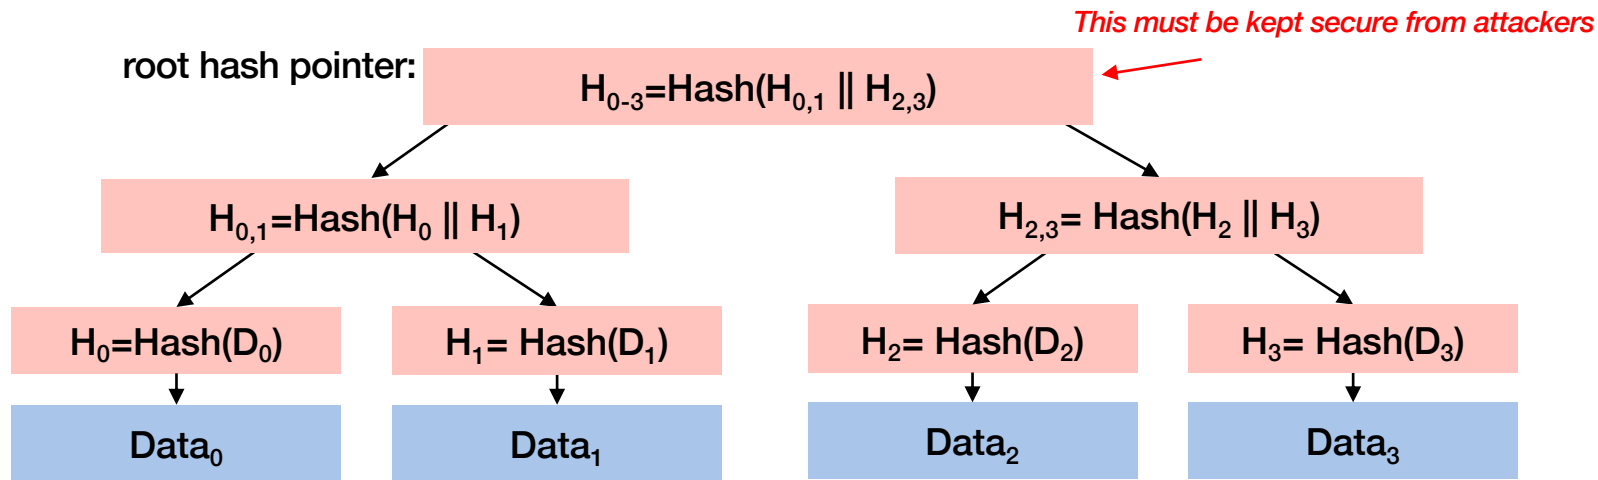 This must be kept secure from attackers
root hash pointer:
H₀₋₃=Hash(H₀,₁ || H₂,₃)
H₀,₁=Hash(H₀ || H₁)
H₂,₃= Hash(H₂ || H₃)
H₀=Hash(D₀)
H₁= Hash(D₁)
H₂= Hash(D₂)
H₃= Hash(D₃)
Data₀
Data₁
Data₂
Data₃